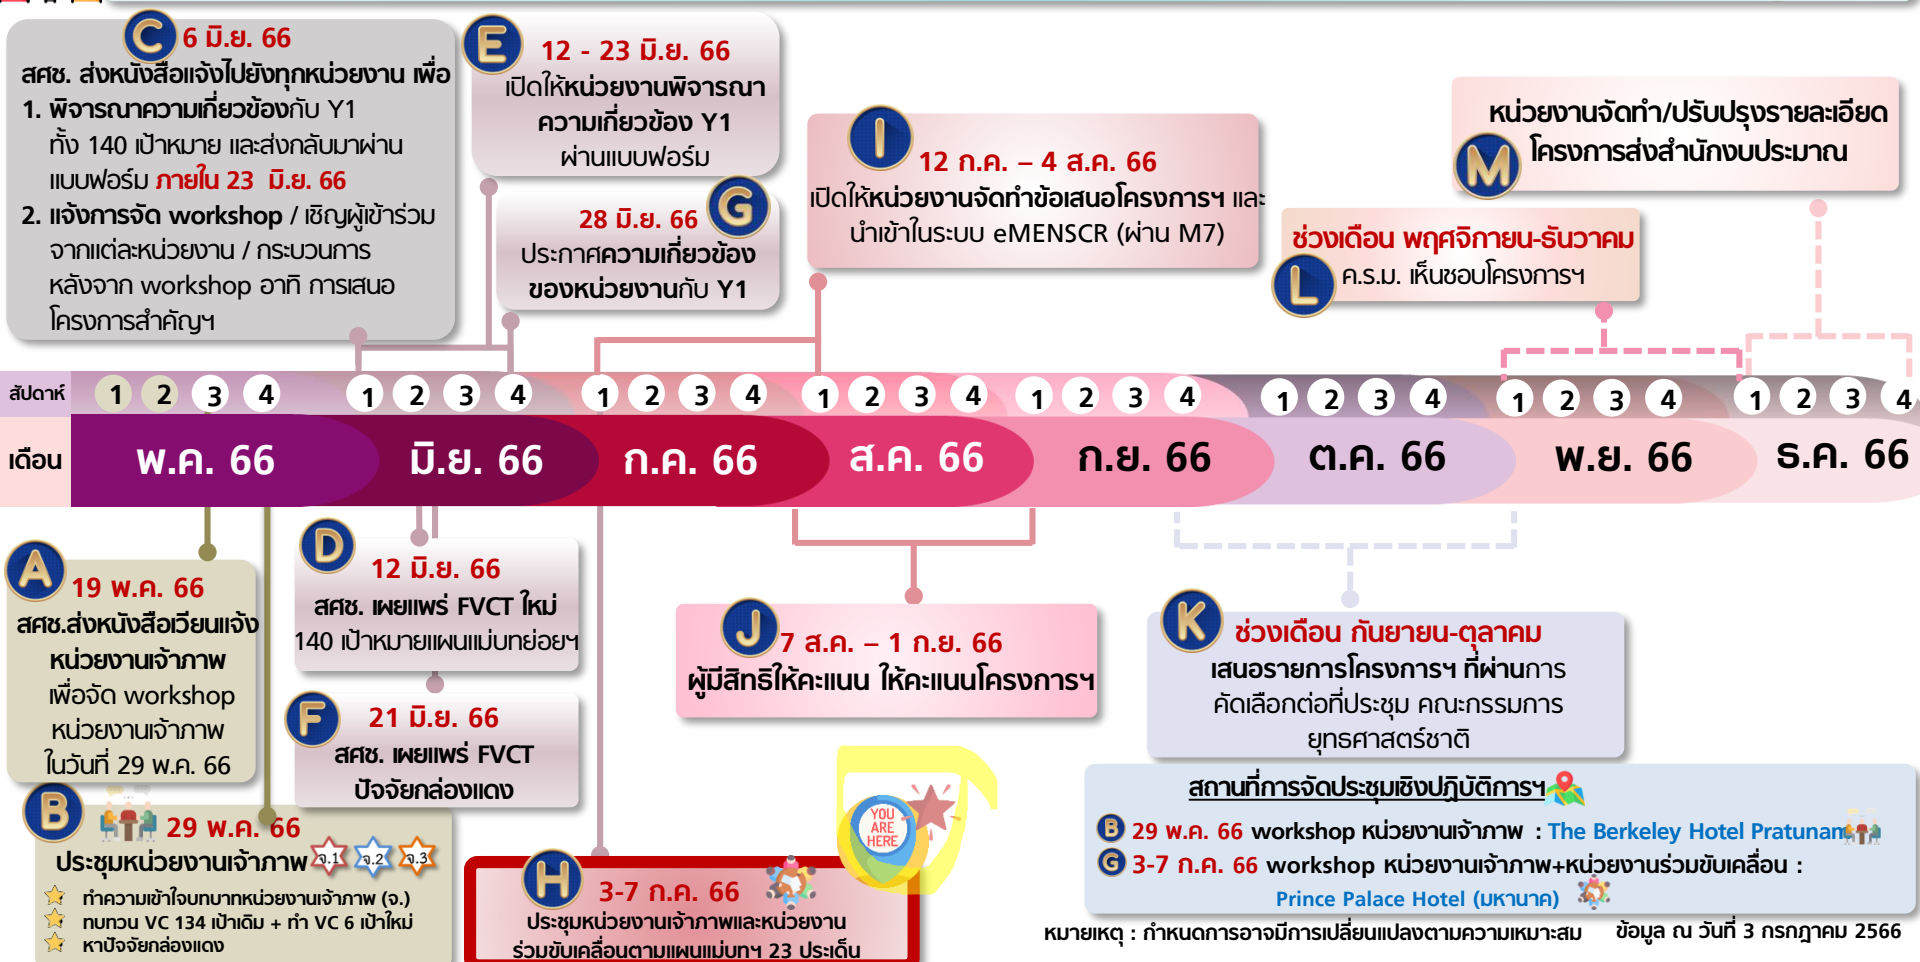 C 6 มิ.ย. 66
สศช. ส่งหนังสือแจ้งไปยังทุกหน่วยงาน เพื่อ
1. พิจารณาความเกี่ยวข้องกับ Y1
ทั้ง 140 เป้าหมาย และส่งกลับมาผ่าน
แบบฟอร์ม ภายใน 23 มิ.ย. 66
2. แจ้งการจัด workshop / เชิญผู้เข้าร่วม
จากแต่ละหน่วยงาน / กระบวนการ
หลังจาก workshop อาทิ การเสนอ
โครงการสำคัญฯ
E 12 - 23 มิ.ย. 66
เปิดให้หน่วยงานพิจารณา
ความเกี่ยวข้อง Y1
ผ่านแบบฟอร์ม
28 มิ.ย. 66 G
ประกาศความเกี่ยวข้อง
ของหน่วยงานกับ Y1
I
12 ก.ค. – 4 ส.ค. 66
เปิดให้หน่วยงานจัดทำข้อเสนอโครงการฯ และ
นำเข้าในระบบ eMENSCR (ผ่าน M7)
หน่วยงานจัดทำ/ปรับปรุงรายละเอียด
M โครงการส่งสำนักงบประมาณ
ช่วงเดือน พฤศจิกายน-ธันวาคม
L ค.ร.ม. เห็นชอบโครงการฯ
สัปดาห์ 1 2 3 4 1 2 3 4 1 2 3 4 1 2 3 4 1 2 3 4 1 2 3 4 1 2 3 4 1 2 3 4
เดือน พ.ค. 66 มิ.ย. 66 ก.ค. 66 ส.ค. 66 ก.ย. 66 ต.ค. 66 พ.ย. 66 ธ.ค. 66
A 19 พ.ค. 66
สศช.ส่งหนังสือเวียนแจ้ง
หน่วยงานเจ้าภาพ
เพื่อจัด workshop
หน่วยงานเจ้าภาพ
ในวันที่ 29 พ.ค. 66
B 29 พ.ค. 66
ประชุมหน่วยงานเจ้าภาพ จ.1 จ.2 จ.3
ทำความเข้าใจบทบาทหน่วยงานเจ้าภาพ (จ.)
ทบทวน VC 134 เป้าเดิม + ทำ VC 6 เป้าใหม่
หาปัจจัยกล่องแดง
D
12 มิ.ย. 66
สศช. เผยแพร่ FVCT ใหม่
140 เป้าหมายแผนแม่บทย่อยฯ
F 21 มิ.ย. 66
สศช. เผยแพร่ FVCT
ปัจจัยกล่องแดง
H 3-7 ก.ค. 66
ประชุมหน่วยงานเจ้าภาพและหน่วยงาน
ร่วมขับเคลื่อนตามแผนแม่บทฯ 23 ประเด็น
YOU
ARE
HERE
J 7 ส.ค. – 1 ก.ย. 66
ผู้มีสิทธิให้คะแนน ให้คะแนนโครงการฯ
K ช่วงเดือน กันยายน-ตุลาคม
เสนอรายการโครงการฯ ที่ผ่านการ
คัดเลือกต่อที่ประชุม คณะกรรมการ
ยุทธศาสตร์ชาติ
สถานที่การจัดประชุมเชิงปฏิบัติการฯ
B 29 พ.ค. 66 workshop หน่วยงานเจ้าภาพ : The Berkeley Hotel Pratunam
G 3-7 ก.ค. 66 workshop หน่วยงานเจ้าภาพ+หน่วยงานร่วมขับเคลื่อน :
Prince Palace Hotel (มหานาค)
หมายเหตุ : กำหนดการอาจมีการเปลี่ยนแปลงตามความเหมาะสม ข้อมูล ณ วันที่ 3 กรกฎาคม 2566